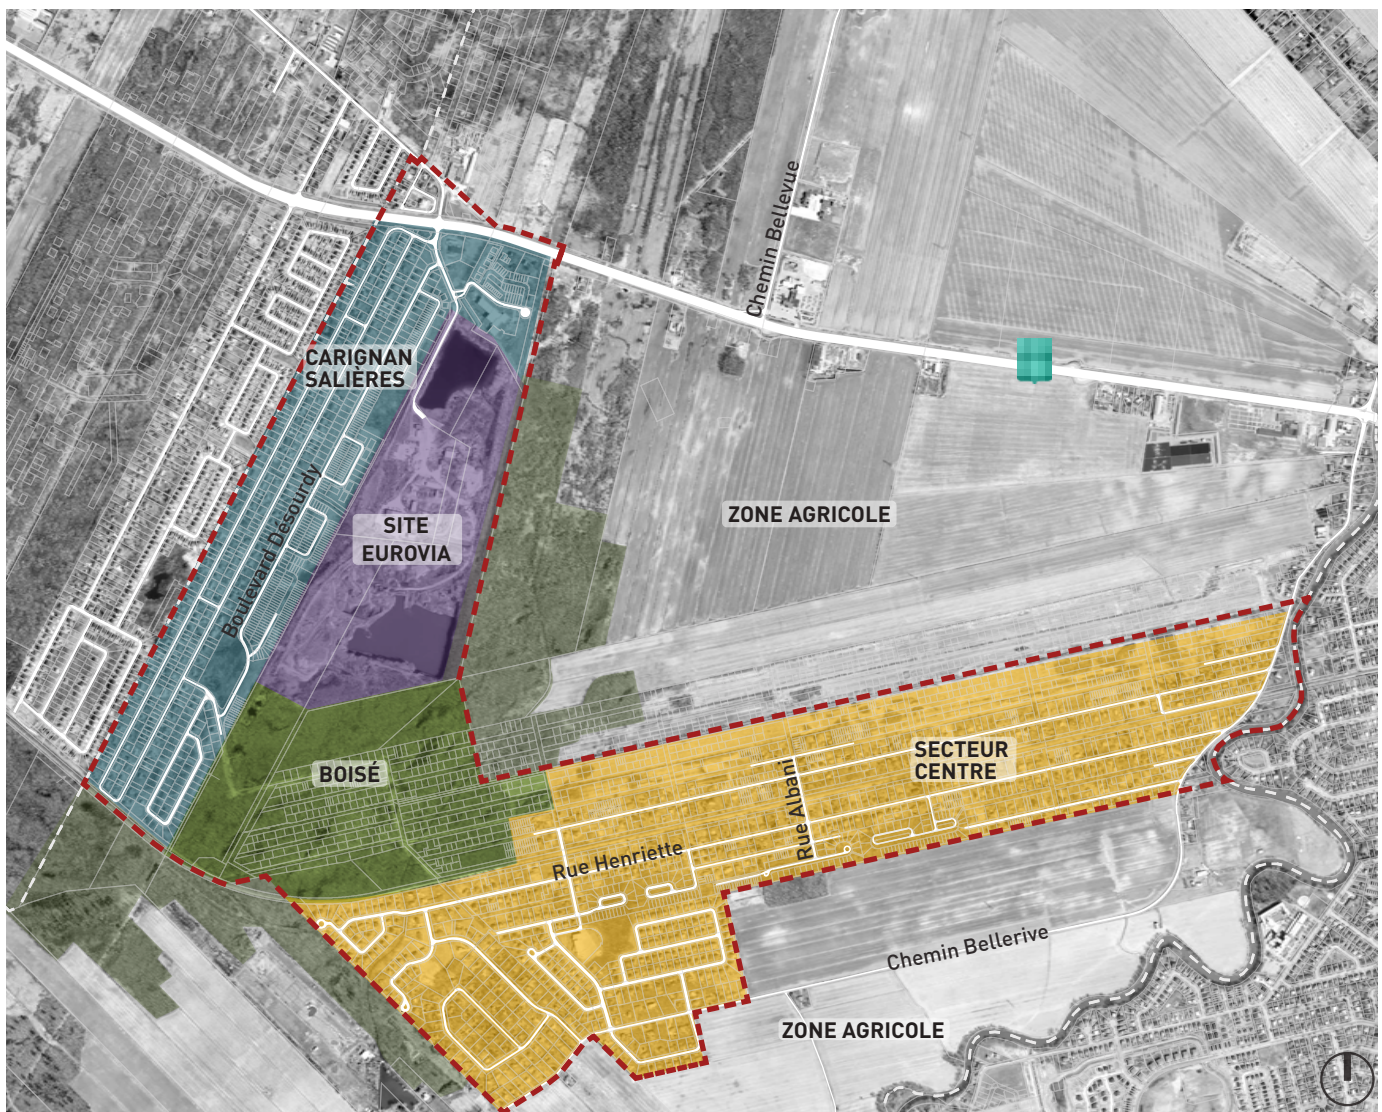 Chemin Bellevue
CARIGNAN
SALIÈRES
Boulevard Désourdy
SITE
EUROVIA
ZONE AGRICOLE
SECTEUR
CENTRE
BOISÉ
Rue Albani
Rue Henriette
Chemin Bellerive
ZONE AGRICOLE